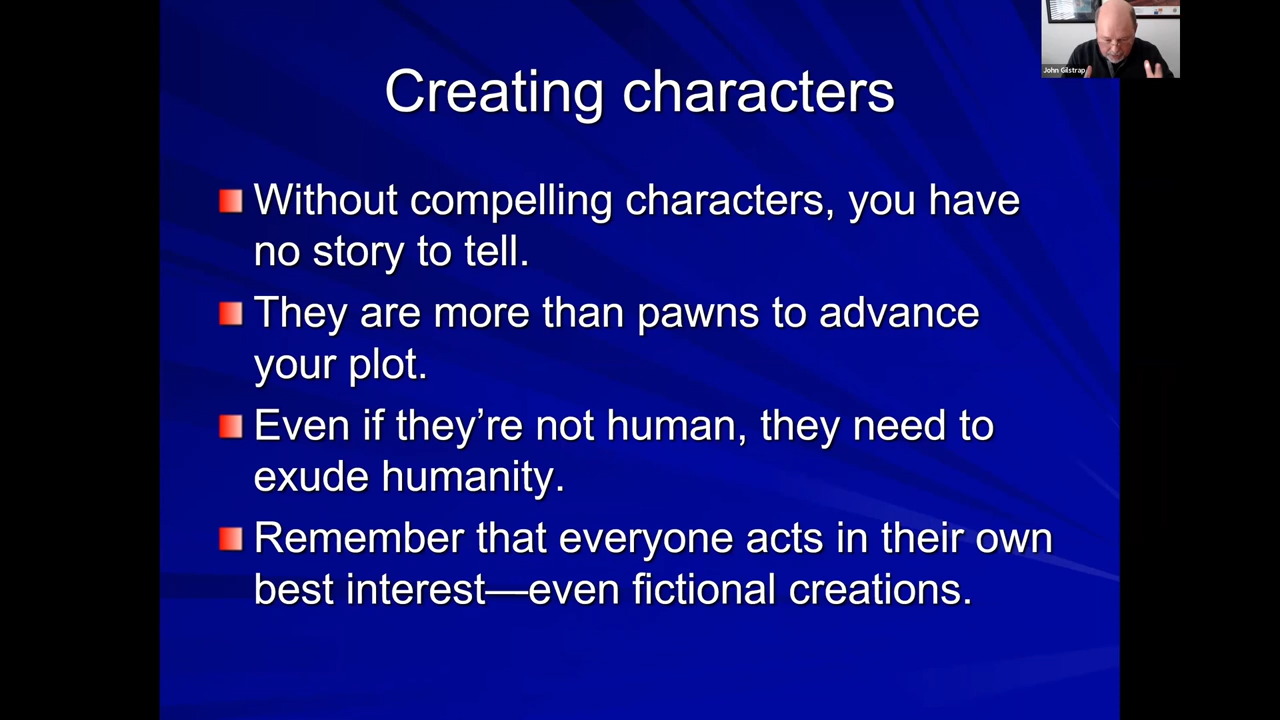 John Gilstrap
Creating characters
Without compelling characters, you have
no story to tell.
They are more than pawns to advance
your plot.
Even if they’re not human, they need to
exude humanity.
Remember that everyone acts in their own
best interest—even fictional creations.